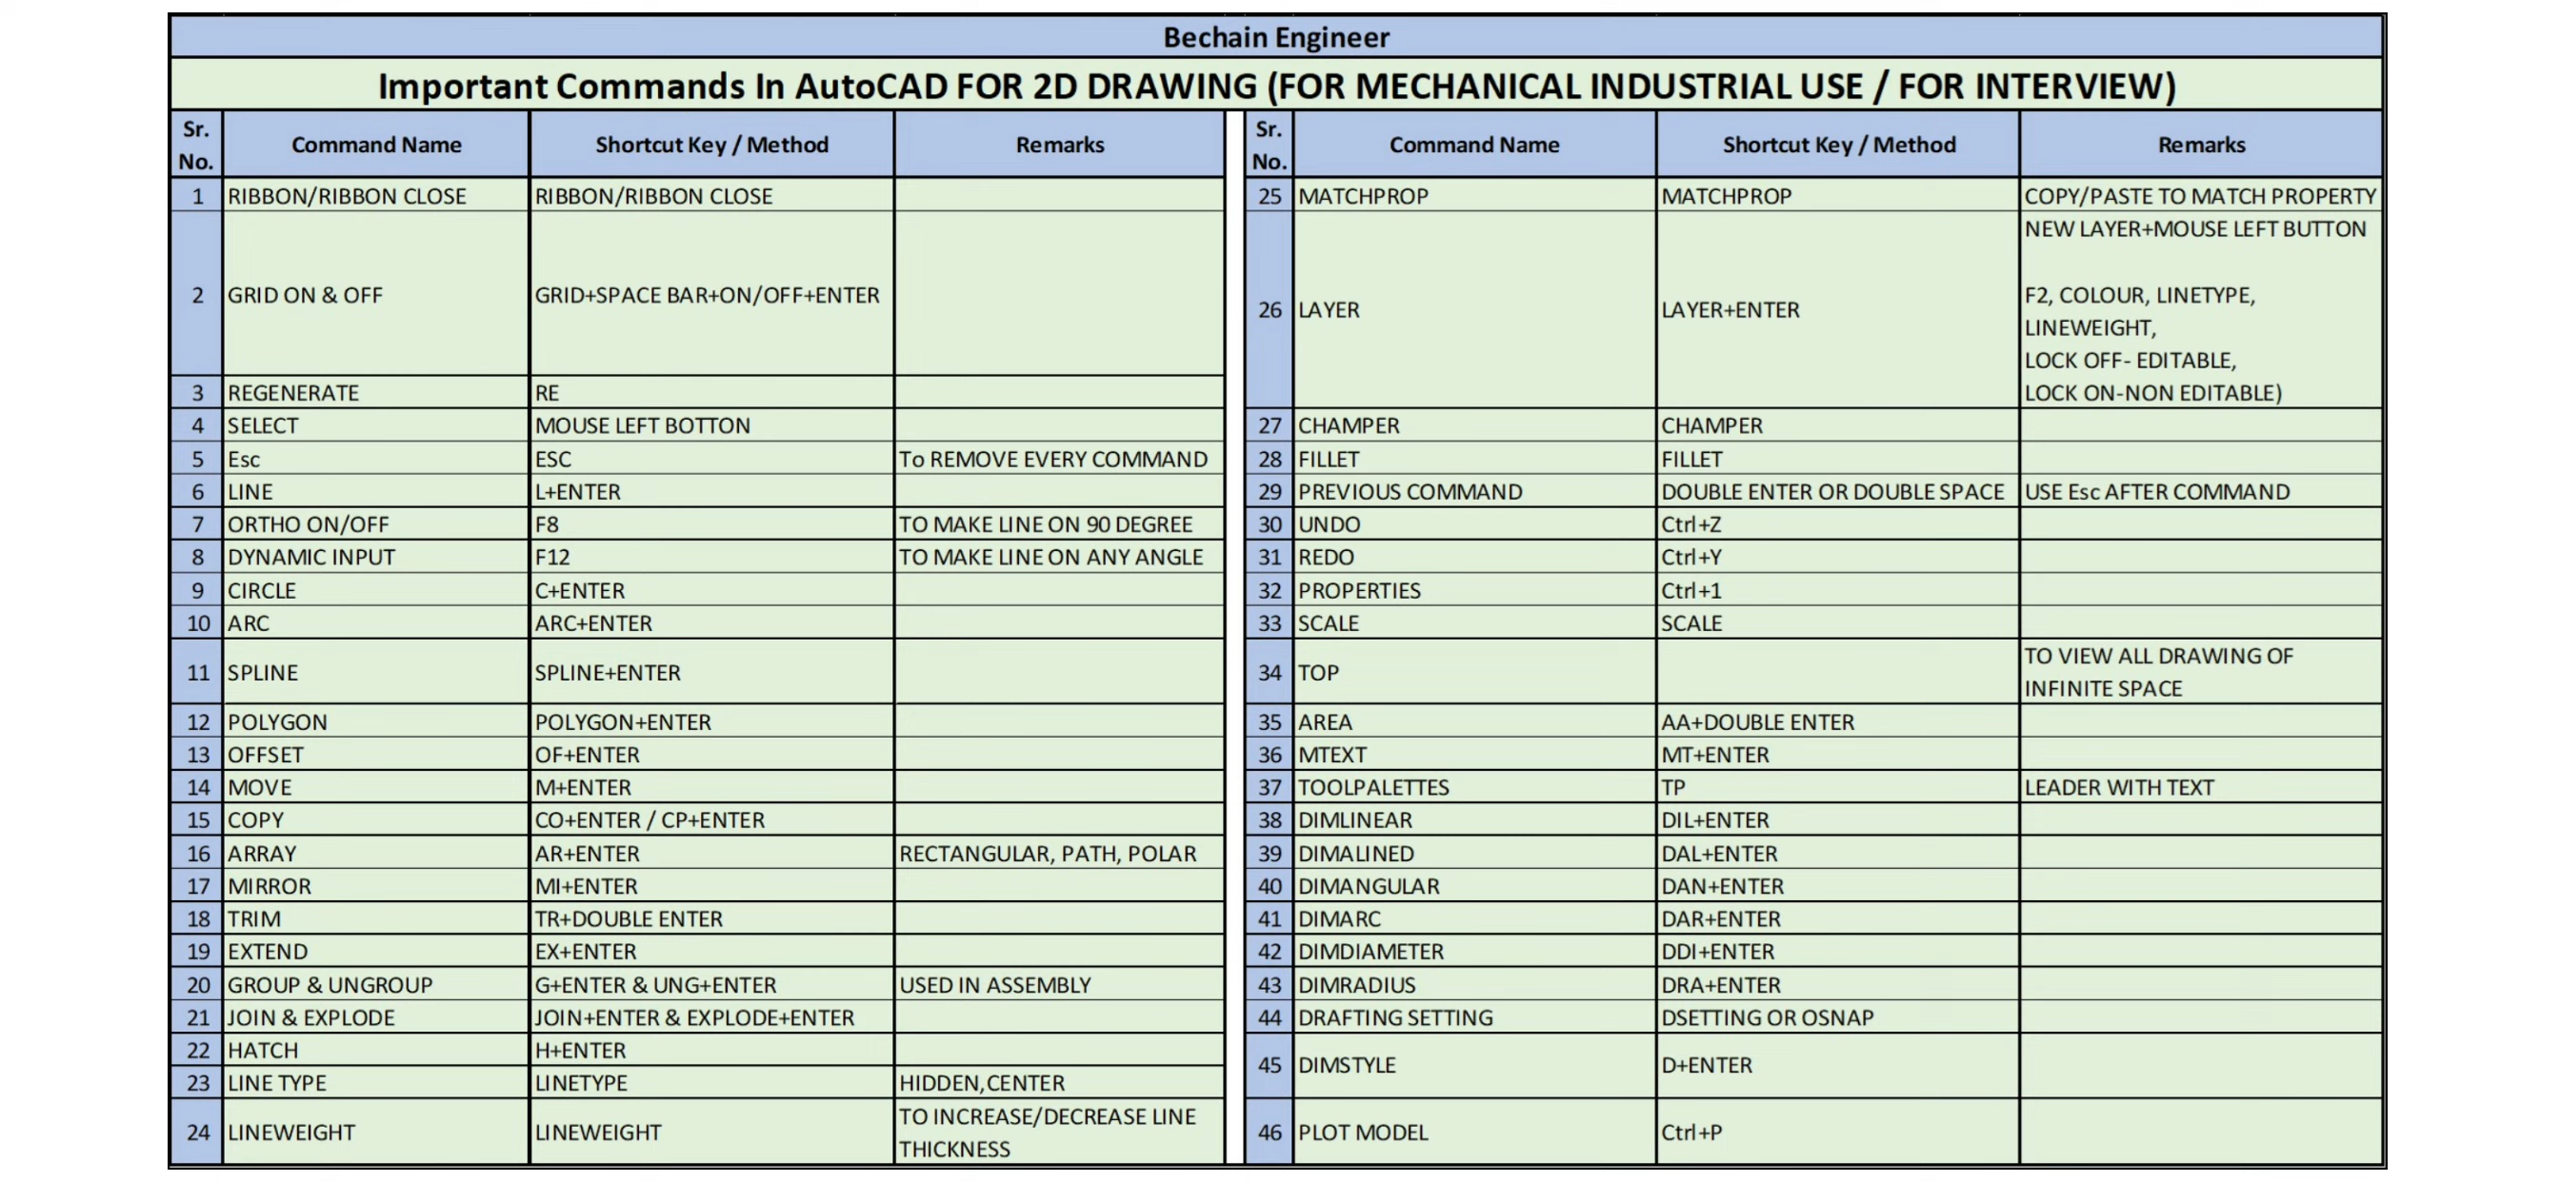 Bechain Engineer
Important Commands In AutoCAD FOR 2D DRAWING (FOR MECHANICAL INDUSTRIAL USE / FOR INTERVIEW)
Sr. No. Command Name Shortcut Key / Method Remarks
1 RIBBON/RIBBON CLOSE RIBBON/RIBBON CLOSE
2 GRID ON & OFF GRID+SPACE BAR+ON/OFF+ENTER
3 REGENERATE RE
4 SELECT MOUSE LEFT BOTTON
5 Esc ESC To REMOVE EVERY COMMAND
6 LINE L+ENTER
7 ORTHO ON/OFF F8 TO MAKE LINE ON 90 DEGREE
8 DYNAMIC INPUT F12 TO MAKE LINE ON ANY ANGLE
9 CIRCLE C+ENTER
10 ARC ARC+ENTER
11 SPLINE SPLINE+ENTER
12 POLYGON POLYGON+ENTER
13 OFFSET OF+ENTER
14 MOVE M+ENTER
15 COPY CO+ENTER / CP+ENTER
16 ARRAY AR+ENTER RECTANGULAR, PATH, POLAR
17 MIRROR MI+ENTER
18 TRIM TR+DOUBLE ENTER
19 EXTEND EX+ENTER
20 GROUP & UNGROUP G+ENTER & UNG+ENTER USED IN ASSEMBLY
21 JOIN & EXPLODE JOIN+ENTER & EXPLODE+ENTER
22 HATCH H+ENTER
23 LINE TYPE LINETYPE HIDDEN,CENTER
24 LINEWEIGHT LINEWEIGHT TO INCREASE/DECREASE LINE
THICKNESS
Sr. No. Command Name Shortcut Key / Method Remarks
25 MATCHPROP MATCHPROP COPY/PASTE TO MATCH PROPERTY
26 LAYER LAYER+ENTER NEW LAYER+MOUSE LEFT BUTTON
F2, COLOUR, LINETYPE,
LINEWEIGHT,
LOCK OFF- EDITABLE,
LOCK ON-NON EDITABLE)
27 CHAMPER CHAMPER
28 FILLET FILLET
29 PREVIOUS COMMAND DOUBLE ENTER OR DOUBLE SPACE USE Esc AFTER COMMAND
30 UNDO Ctrl+Z
31 REDO Ctrl+Y
32 PROPERTIES Ctrl+1
33 SCALE SCALE
34 TOP TO VIEW ALL DRAWING OF
INFINITE SPACE
35 AREA AA+DOUBLE ENTER
36 MTEXT MT+ENTER
37 TOOLPALETTES TP LEADER WITH TEXT
38 DIMLINEAR DIL+ENTER
39 DIMALINED DAL+ENTER
40 DIMANGULAR DAN+ENTER
41 DIMARC DAR+ENTER
42 DIMDIAMETER DDI+ENTER
43 DIMRADIUS DRA+ENTER
44 DRAFTING SETTING DSETTING OR OSNAP
45 DIMSTYLE D+ENTER
46 PLOT MODEL Ctrl+P